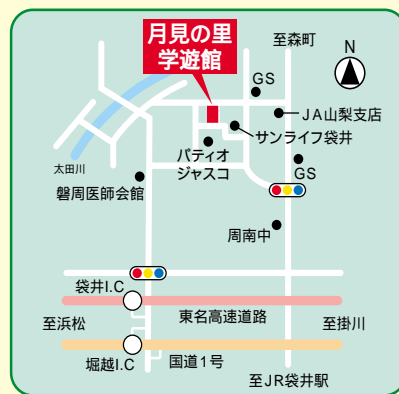 月見の里
学遊館
至森町
N
GS
JA山梨支店
サンライフ袋井
パティオ
ジャスコ
太田川
GS
磐周医師会館
周南中
袋井I.C
東名高速道路
至浜松
至掛川
堀越I.C
国道1号
至JR袋井駅